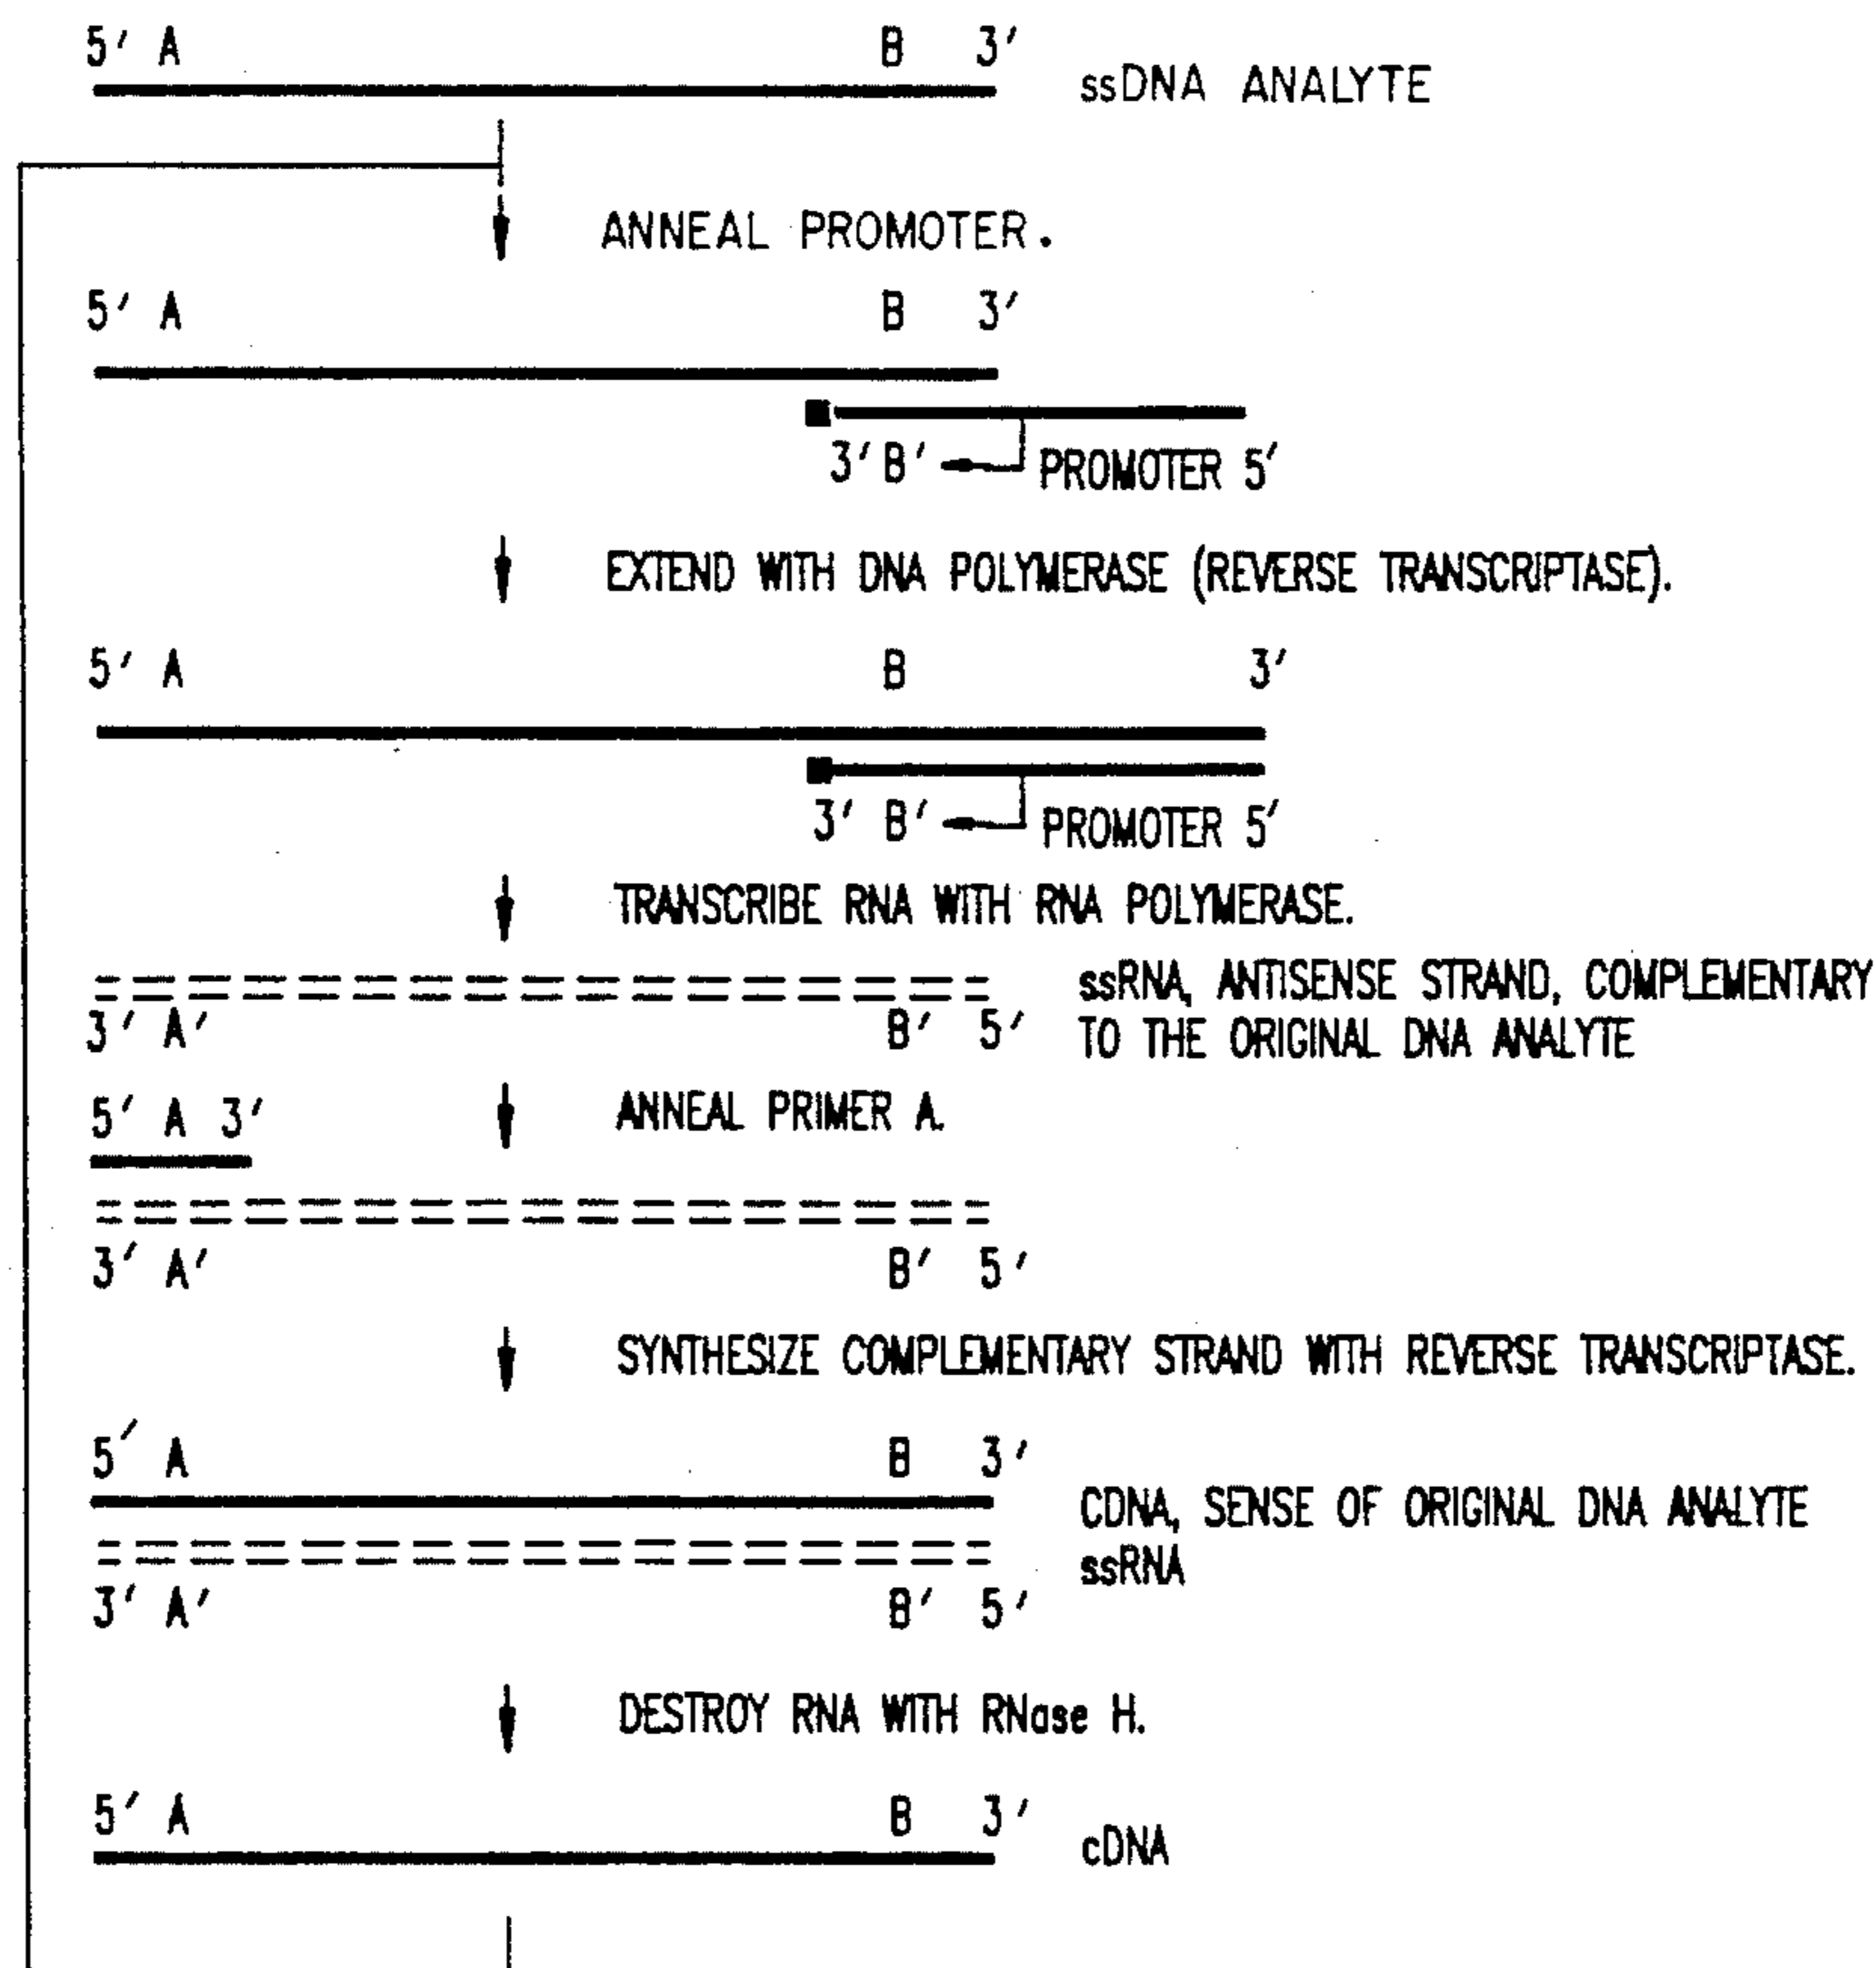 5' A B 3'
ssDNA ANALYTE
ANNEAL PROMOTER.
5' A B 3'
3'B' PROMOTER 5'
EXTEND WITH DNA POLYMERASE (REVERSE TRANSCRIPTASE).
5' A B 3'
3' B' PROMOTER 5'
TRANSCRIBE RNA WITH RNA POLYMERASE.
ssRNA, ANTISENSE STRAND, COMPLEMENTARY
3' A' B' 5' TO THE ORIGINAL DNA ANALYTE
5' A 3' ANNEAL PRIMER A.
3' A' B' 5'
SYNTHESIZE COMPLEMENTARY STRAND WITH REVERSE TRANSCRIPTASE.
5' A B 3'
CDNA, SENSE OF ORIGINAL DNA ANALYTE
ssRNA
3' A' B' 5'
DESTROY RNA WITH RNase H.
5' A B 3'
cDNA